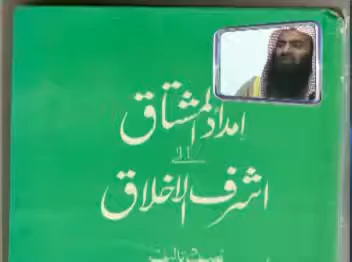 امداد المشتاق
الی
اشرف الاخلاق